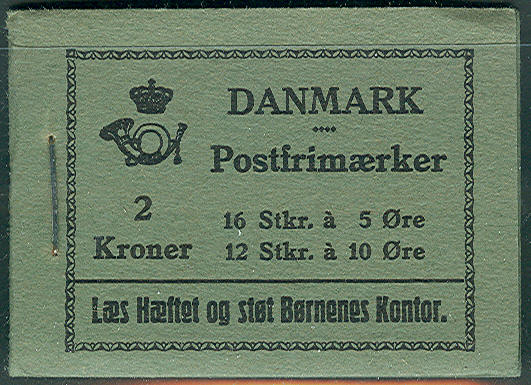 DANMARK
Postfrimærker
2
Kroner
16 Stkr. à 5 Øre
12 Stkr. à 10 Øre
Læs Hæftet og støt Børnenes Kontor.